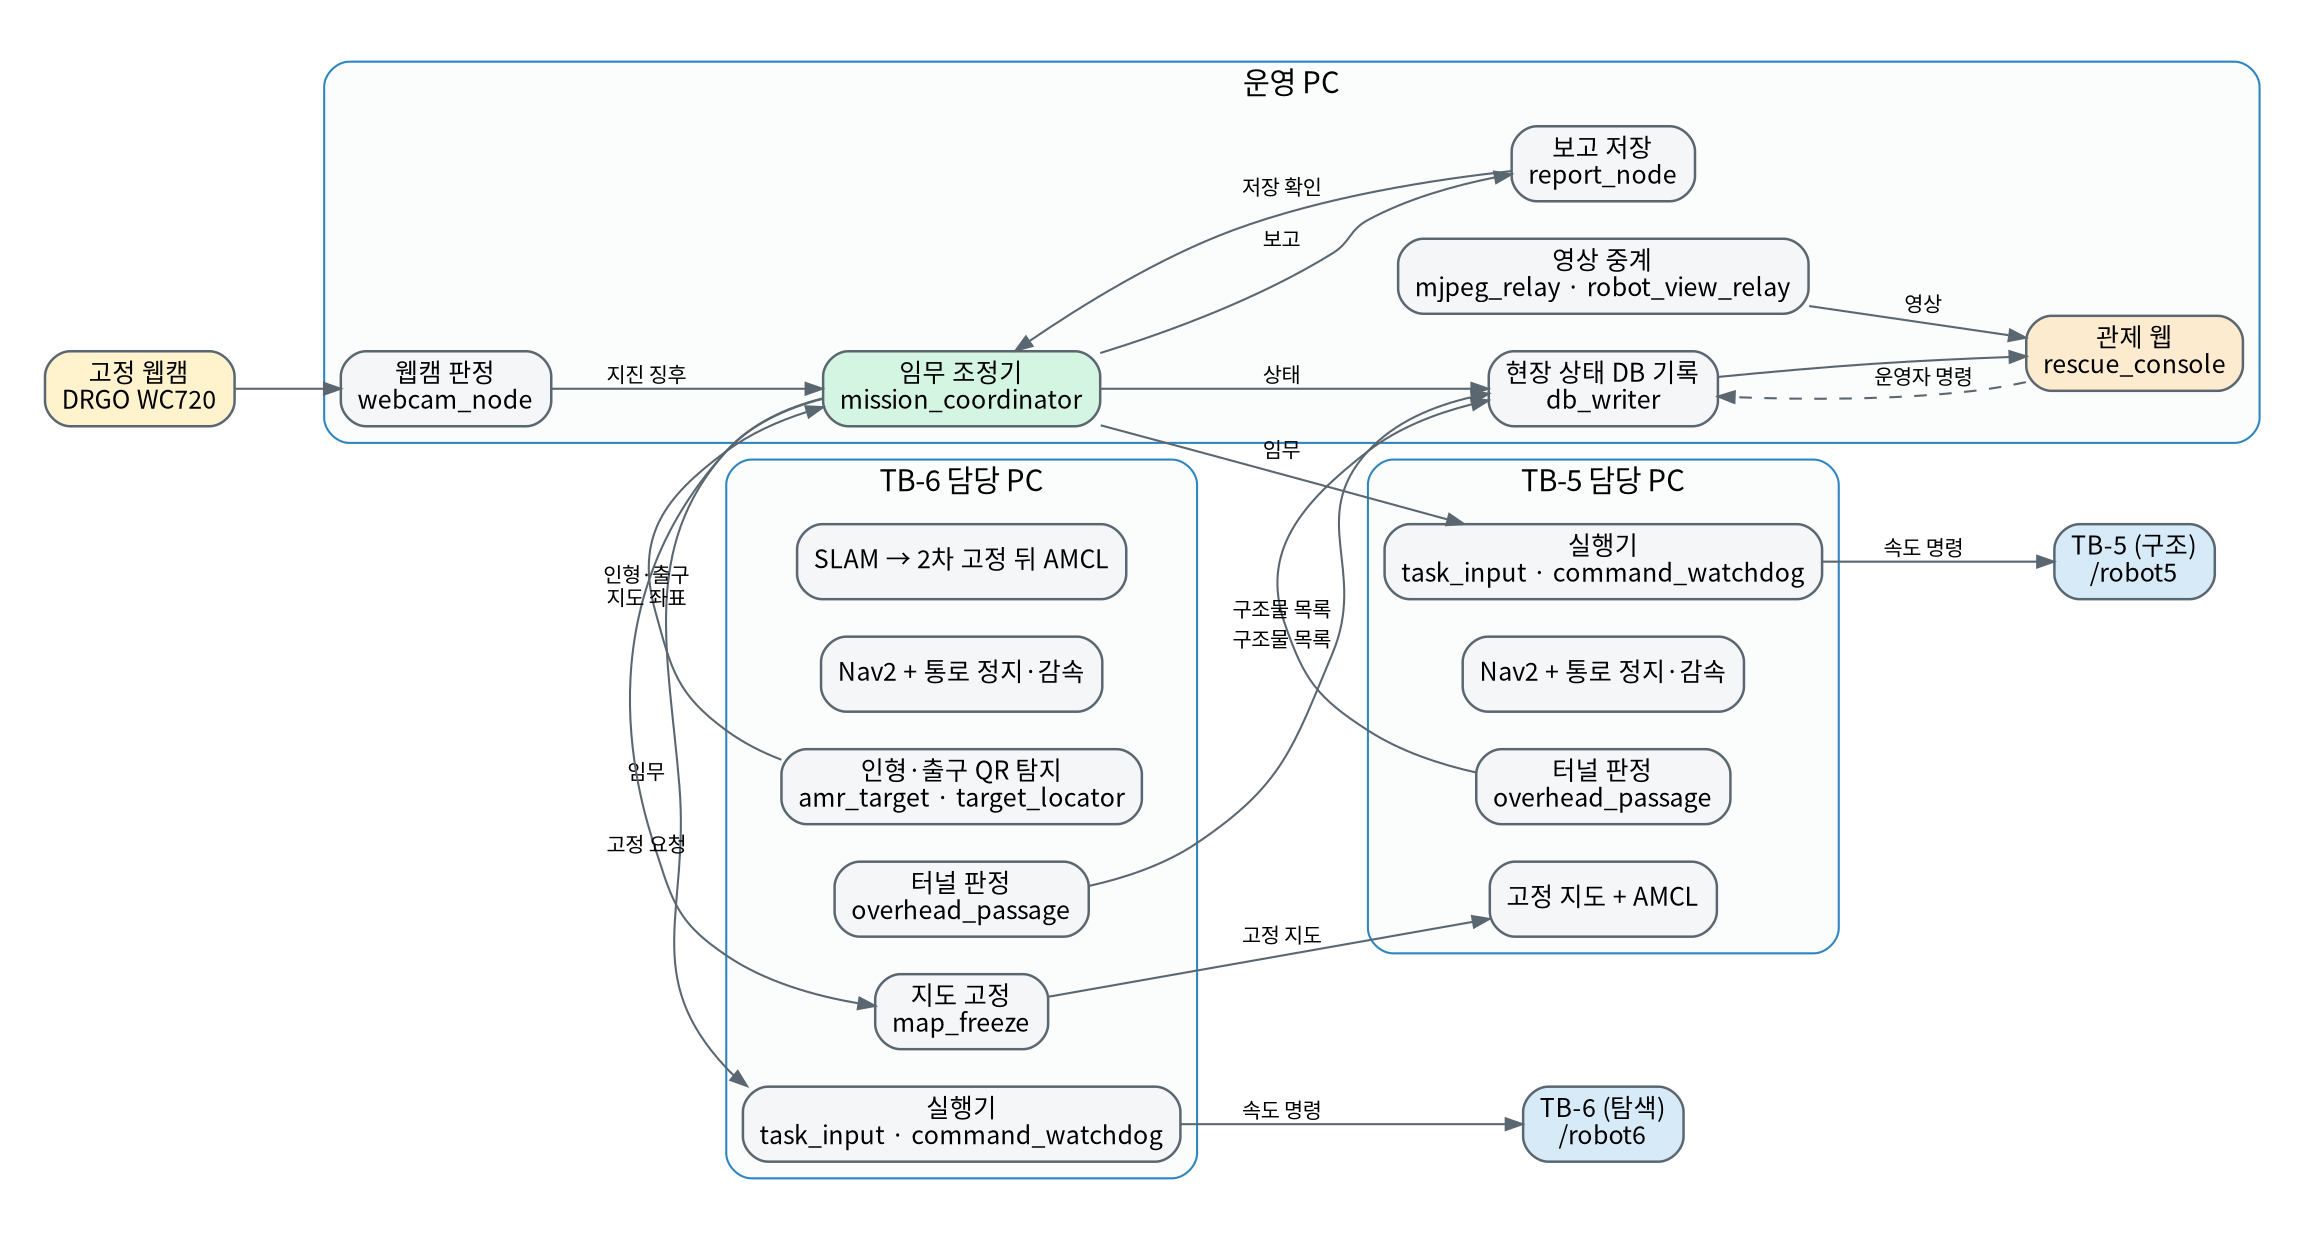 운영 PC
보고 저장
report_node
저장 확인
보고
영상 중계
mjpeg_relay · robot_view_relay
영상
관제 웹
rescue_console
고정 웹캠
DRGO WC720
웹캠 판정
webcam_node
지진 징후
임무 조정기
mission_coordinator
상태
현장 상태 DB 기록
db_writer
운영자 명령
임무
TB-6 담당 PC
SLAM → 2차 고정 뒤 AMCL
Nav2 + 통로 정지·감속
인형·출구 QR 탐지
amr_target · target_locator
터널 판정
overhead_passage
지도 고정
map_freeze
실행기
task_input · command_watchdog
인형·출구
지도 좌표
임무
고정 요청
구조물 목록
구조물 목록
고정 지도
속도 명령
TB-5 담당 PC
실행기
task_input · command_watchdog
Nav2 + 통로 정지·감속
터널 판정
overhead_passage
고정 지도 + AMCL
속도 명령
TB-5 (구조)
/robot5
TB-6 (탐색)
/robot6